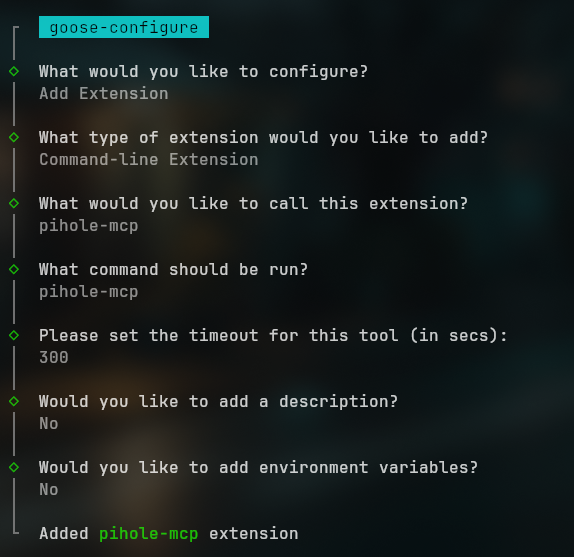 goose-configure
What would you like to configure?
Add Extension
What type of extension would you like to add?
Command-line Extension
What would you like to call this extension?
pihole-mcp
What command should be run?
pihole-mcp
Please set the timeout for this tool (in secs):
300
Would you like to add a description?
No
Would you like to add environment variables?
No
Added pihole-mcp extension